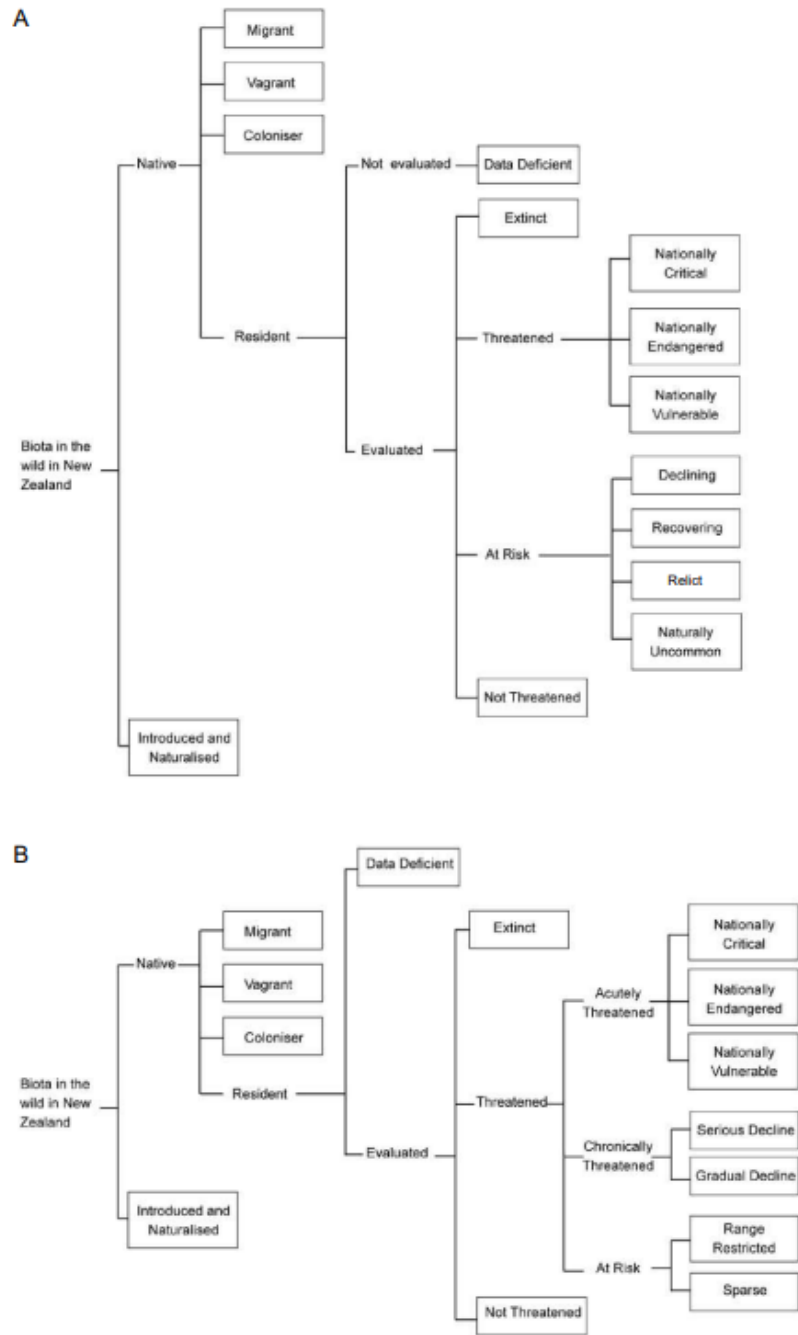 A
Migrant
Vagrant
Native
Coloniser
Not evaluated
Data Deficient
Extinct
Nationally
Critical
Resident
Threatened
Nationally
Endangered
Nationally
Vulnerable
Biota in the
wild in New
Zealand
Evaluated
Declining
Recovering
At Risk
Relict
Naturally
Uncommon
Not Threatened
Introduced and
Naturalised
B
Data Deficient
Migrant
Extinct
Nationally
Critical
Native
Vagrant
Acutely
Threatened
Nationally
Endangered
Coloniser
Nationally
Vulnerable
Biota in the
wild in New
Zealand
Resident
Threatened
Evaluated
Chronically
Threatened
Serious Decline
Gradual Decline
Introduced and
Naturalised
At Risk
Range
Restricted
Sparse
Not Threatened